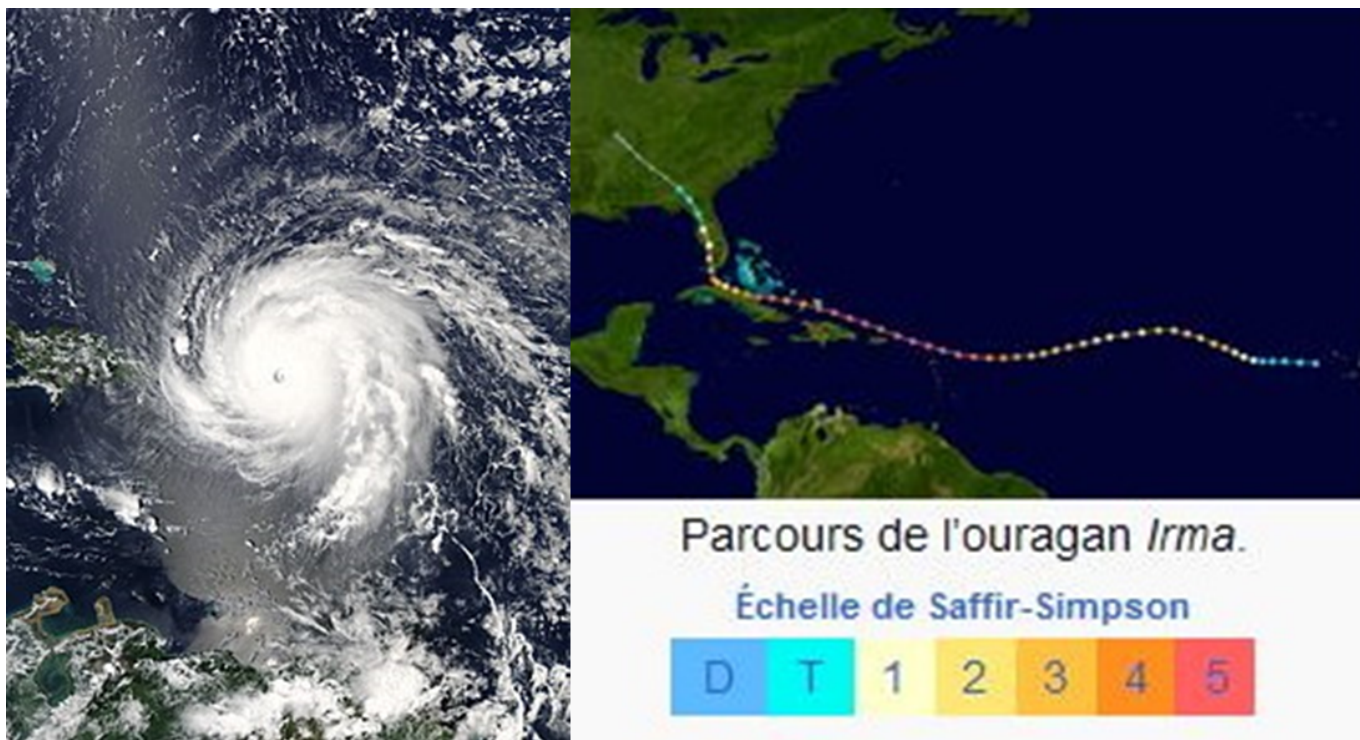 Parcours de l'ouragan Irma.
Échelle de Saffir-Simpson
D T 1 2 3 4 5